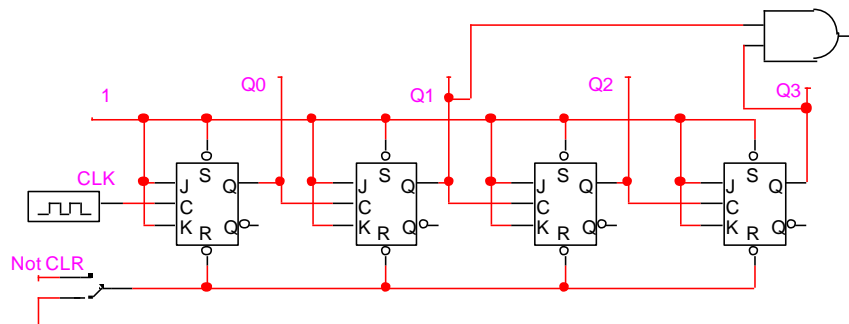 Q0 Q1 Q2 Q3
1
CLK
S S S S
J Q J Q J Q J Q
C C C C
K Q K Q K Q K Q
R R R R
Not CLR